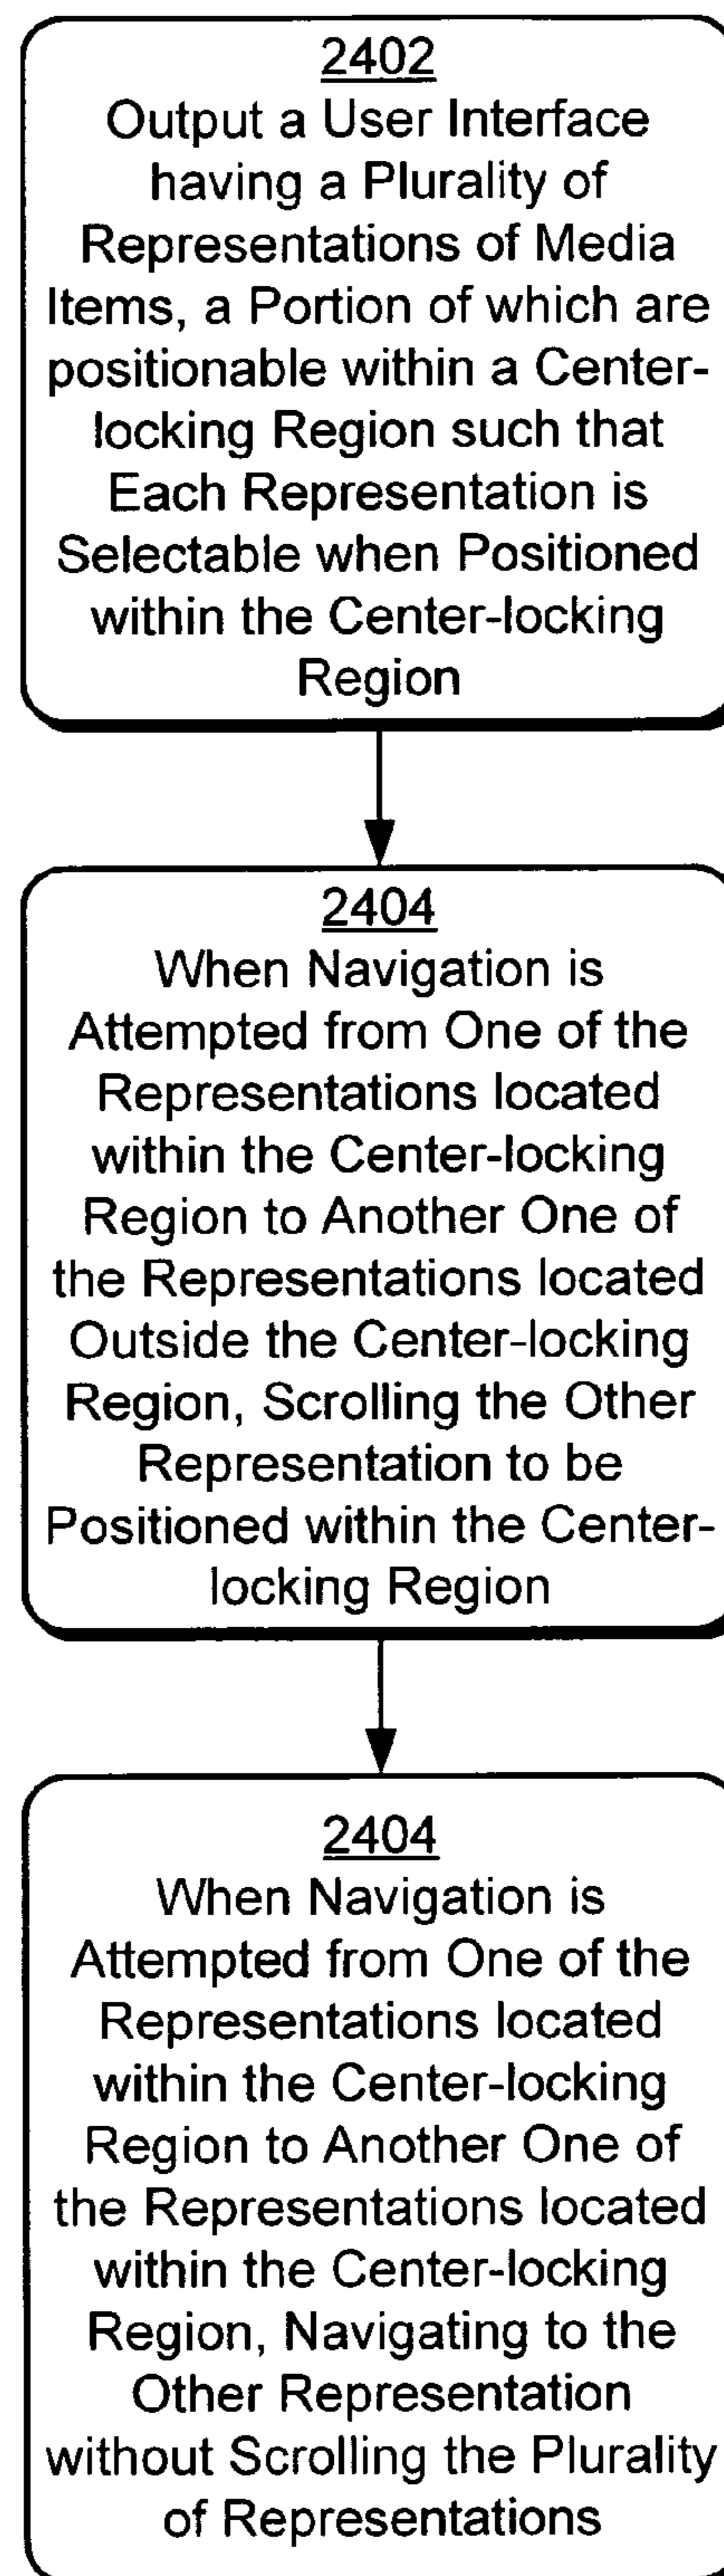 2402
Output a User Interface
having a Plurality of
Representations of Media
Items, a Portion of which are
positionable within a Center-
locking Region such that
Each Representation is
Selectable when Positioned
within the Center-locking
Region
2404
When Navigation is
Attempted from One of the
Representations located
within the Center-locking
Region to Another One of
the Representations located
Outside the Center-locking
Region, Scrolling the Other
Representation to be
Positioned within the Center-
locking Region
2404
When Navigation is
Attempted from One of the
Representations located
within the Center-locking
Region to Another One of
the Representations located
within the Center-locking
Region, Navigating to the
Other Representation
without Scrolling the Plurality
of Representations